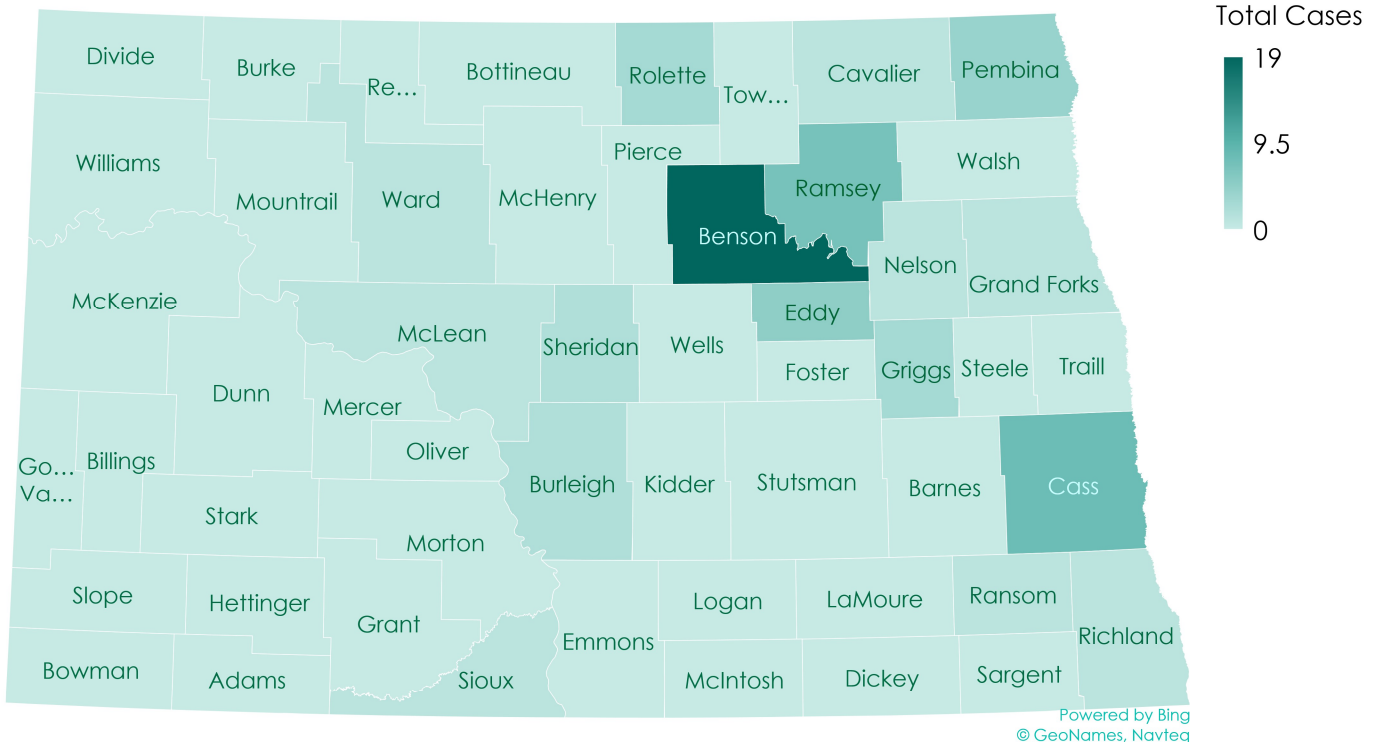 Total Cases
19
9.5
0
Divide
Burke
Re...
Bottineau
Rolette
Tow...
Cavalier
Pembina
Williams
Mountrail
Ward
McHenry
Pierce
Benson
Ramsey
Walsh
Nelson
Grand Forks
McKenzie
McLean
Sheridan
Wells
Eddy
Foster
Griggs
Steele
Traill
Dunn
Mercer
Oliver
Go...
Va...
Billings
Stark
Morton
Burleigh
Kidder
Stutsman
Barnes
Cass
Slope
Hettinger
Grant
Emmons
Logan
LaMoure
Ransom
Richland
Bowman
Adams
Sioux
McIntosh
Dickey
Sargent
Powered by Bing
© GeoNames, Navteq